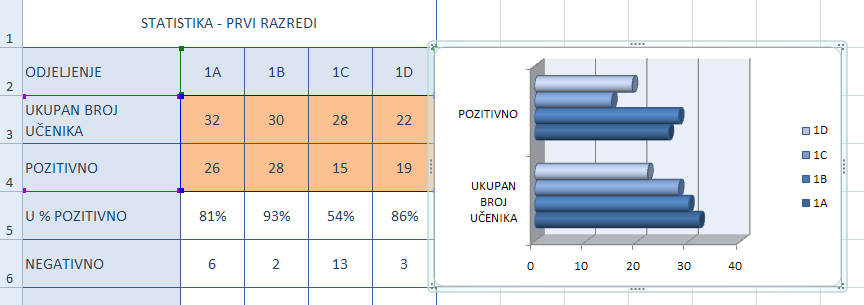 STATISTIKA - PRVI RAZREDI
1
2
ODJELJENJE 1A 1B 1C 1D
UKUPAN BROJ
UČENIKA
3
32 30 28 22
4
POZITIVNO 26 28 15 19
5
U % POZITIVNO 81% 93% 54% 86%
6
NEGATIVNO 6 2 13 3
POZITIVNO
UKUPAN
BROJ
UČENIKA
0 10 20 30 40
1D
1C
1B
1A